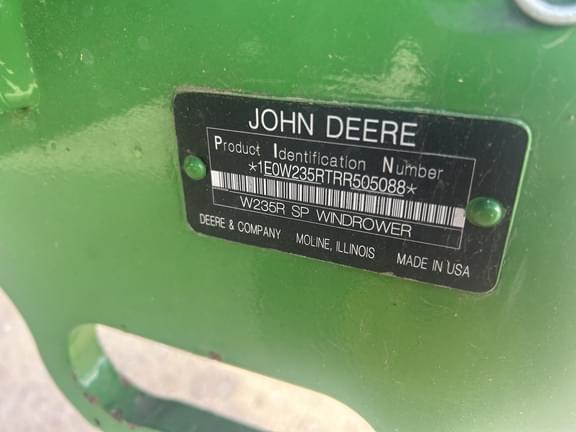 JOHN DEERE
Product Identification Number
*1E0W235RTRR505088*
W235R SP WINDROWER
DEERE & COMPANY MOLINE, ILLINOIS MADE IN USA